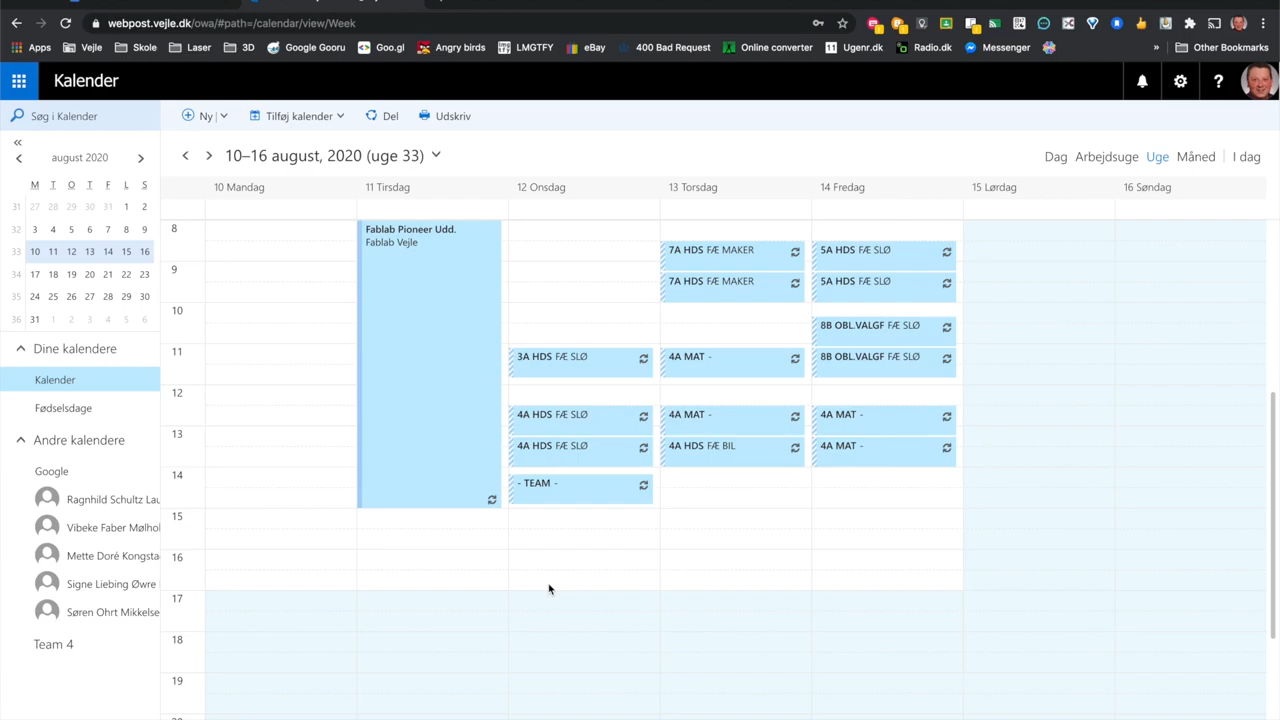 webpost.vejle.dk/owa/#path=/calendar/view/Week
Apps Vejle Skole Laser 3D Google Gooru Goo.gl Angry birds LMGTFY eBay 400 Bad Request Online converter 11 Ugenr.dk Radio.dk Messenger » Other Bookmarks
Kalender
Søg i Kalender
Ny Tilføj kalender Del Udskriv
august 2020
M T O T F L S
31 27 28 29 30 31 1 2
32 3 4 5 6 7 8 9
33 10 11 12 13 14 15 16
34 17 18 19 20 21 22 23
35 24 25 26 27 28 29 30
36 31 1 2 3 4 5 6
Dine kalendere
Kalender
Fødselsdage
Andre kalendere
Google
Ragnhild Schultz Lau
Vibeke Faber Mølhol
Mette Doré Kongsta
Signe Liebing Øwre
Søren Ohrt Mikkelse
Team 4
10–16 august, 2020 (uge 33)
Dag Arbejdsuge Uge Måned I dag
10 Mandag 11 Tirsdag 12 Onsdag 13 Torsdag 14 Fredag 15 Lørdag 16 Søndag
8
9
10
11
12
13
14
15
16
17
18
19
Fablab Pioneer Udd.
Fablab Vejle
3A HDS FÆ SLØ
4A HDS FÆ SLØ
4A HDS FÆ SLØ
- TEAM -
7A HDS FÆ MAKER
7A HDS FÆ MAKER
4A MAT -
4A MAT -
4A HDS FÆ BIL
5A HDS FÆ SLØ
5A HDS FÆ SLØ
8B OBL.VALGF FÆ SLØ
8B OBL.VALGF FÆ SLØ
4A MAT -
4A MAT -